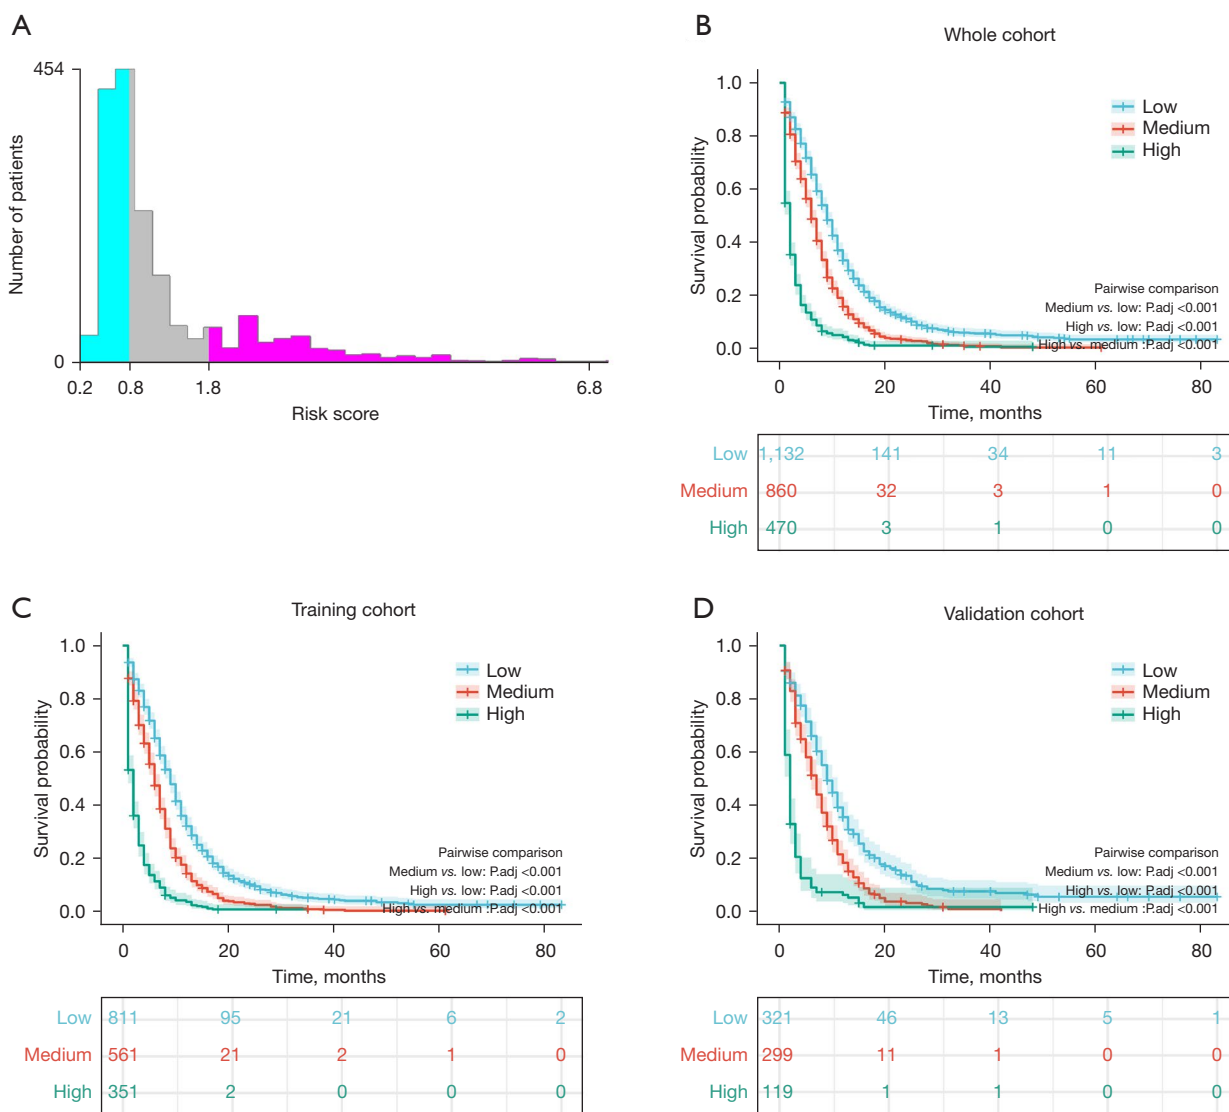 A
454
Number of patients
0
0.2 0.8 1.8 6.8
Risk score
B
Whole cohort
1.0
0.8
0.6
0.4
0.2
0.0
Survival probability
Low
Medium
High
Pairwise comparison
Medium vs. low: P.adj <0.001
High vs. low: P.adj <0.001
High vs. medium :P.adj <0.001
0 20 40 60 80
Time, months
Low 1,132 141 34 11 3
Medium 860 32 3 1 0
High 470 3 1 0 0
C
Training cohort
1.0
0.8
0.6
0.4
0.2
0.0
Survival probability
Low
Medium
High
Pairwise comparison
Medium vs. low: P.adj <0.001
High vs. low: P.adj <0.001
High vs. medium :P.adj <0.001
0 20 40 60 80
Time, months
Low 811 95 21 6 2
Medium 561 21 2 1 0
High 351 2 0 0 0
D
Validation cohort
1.0
0.8
0.6
0.4
0.2
0.0
Survival probability
Low
Medium
High
Pairwise comparison
Medium vs. low: P.adj <0.001
High vs. low: P.adj <0.001
High vs. medium :P.adj <0.001
0 20 40 60 80
Time, months
Low 321 46 13 5 1
Medium 299 11 1 0 0
High 119 1 1 0 0